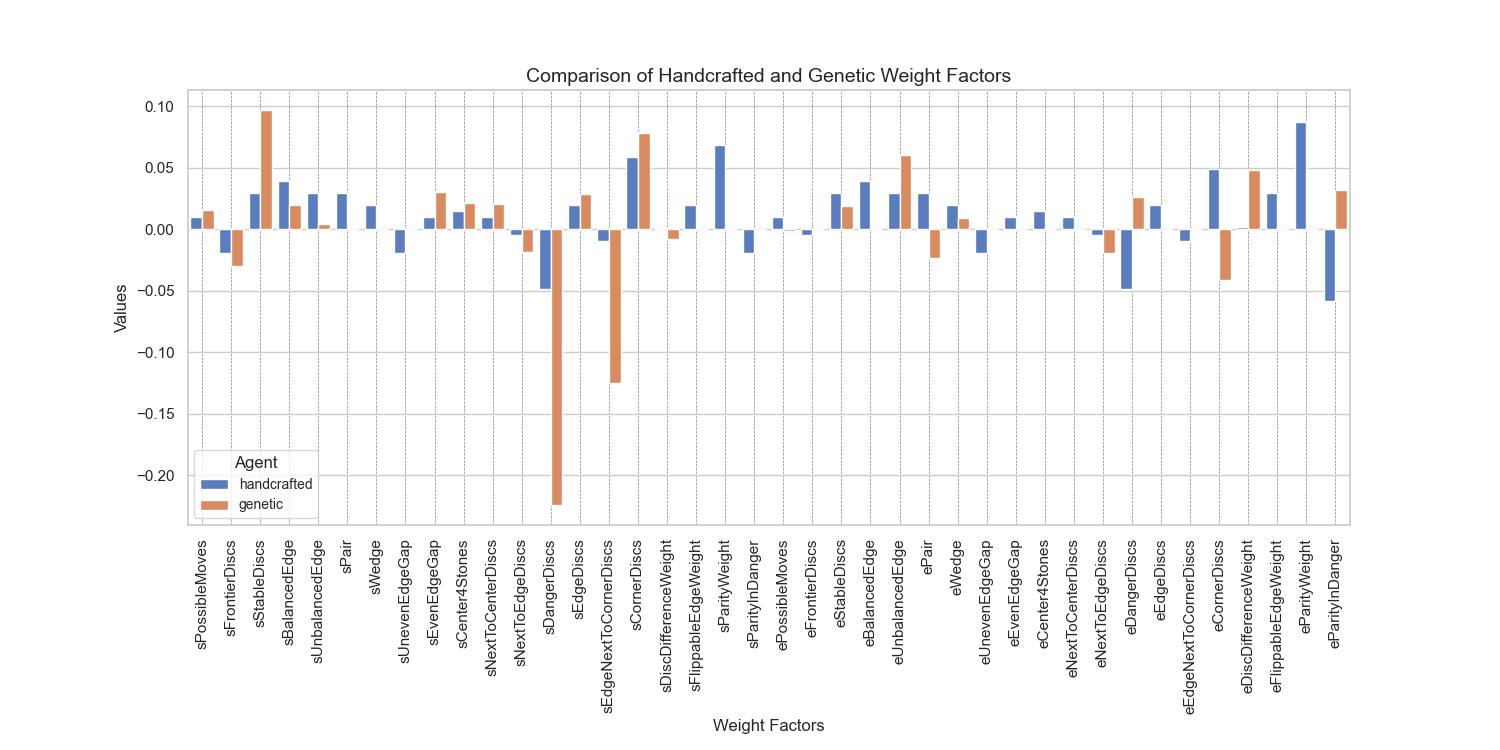 Comparison of Handcrafted and Genetic Weight Factors
0.10
0.05
0.00
−0.05
−0.10
−0.15
−0.20
Values
Agent
handcrafted
genetic
sPossibleMoves
sFrontierDiscs
sStableDiscs
sBalancedEdge
sUnbalancedEdge
sPair
sWedge
sUnevenEdgeGap
sEvenEdgeGap
sCenter4Stones
sNextToCenterDiscs
sNextToEdgeDiscs
sDangerDiscs
sEdgeDiscs
sEdgeNextToCornerDiscs
sCornerDiscs
sDiscDifferenceWeight
sFlippableEdgeWeight
sParityWeight
sParityInDanger
ePossibleMoves
eFrontierDiscs
eStableDiscs
eBalancedEdge
eUnbalancedEdge
ePair
eWedge
eUnevenEdgeGap
eEvenEdgeGap
eCenter4Stones
eNextToCenterDiscs
eNextToEdgeDiscs
eDangerDiscs
eEdgeDiscs
eEdgeNextToCornerDiscs
eCornerDiscs
eDiscDifferenceWeight
eFlippableEdgeWeight
eParityWeight
eParityInDanger
Weight Factors